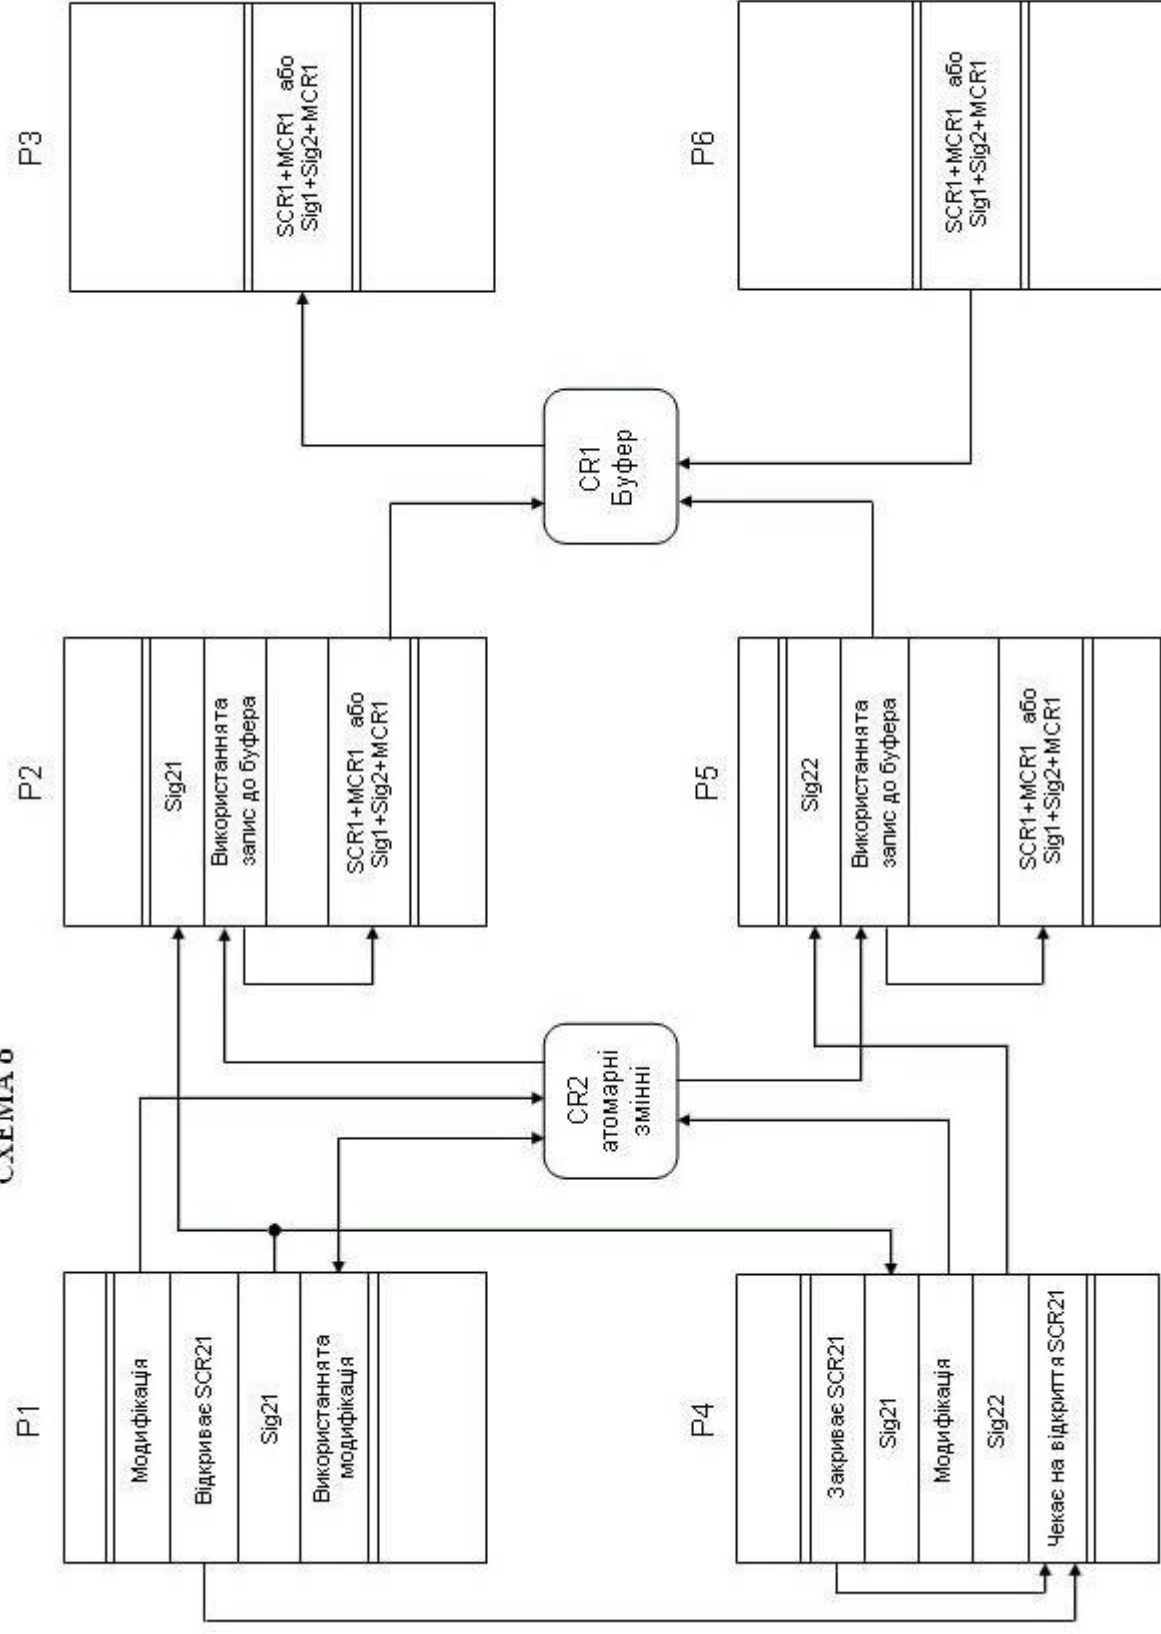 СХЕМА 8
P1
Модифікація
Відкриває SCR21
Sig21
Використаннята
модифікація
P4
Закриває SCR21
Sig21
Модифікація
Sig22
Чекає на відкриття SCR21
CR2
атомарні
змінні
P2
Sig21
Використаннята
запис до буфера
SCR1+MCR1 або
Sig1+Sig2+MCR1
P5
Sig22
Використаннята
запис до буфера
SCR1+MCR1 або
Sig1+Sig2+MCR1
CR1
Буфер
P3
SCR1+MCR1 або
Sig1+Sig2+MCR1
P6
SCR1+MCR1 або
Sig1+Sig2+MCR1